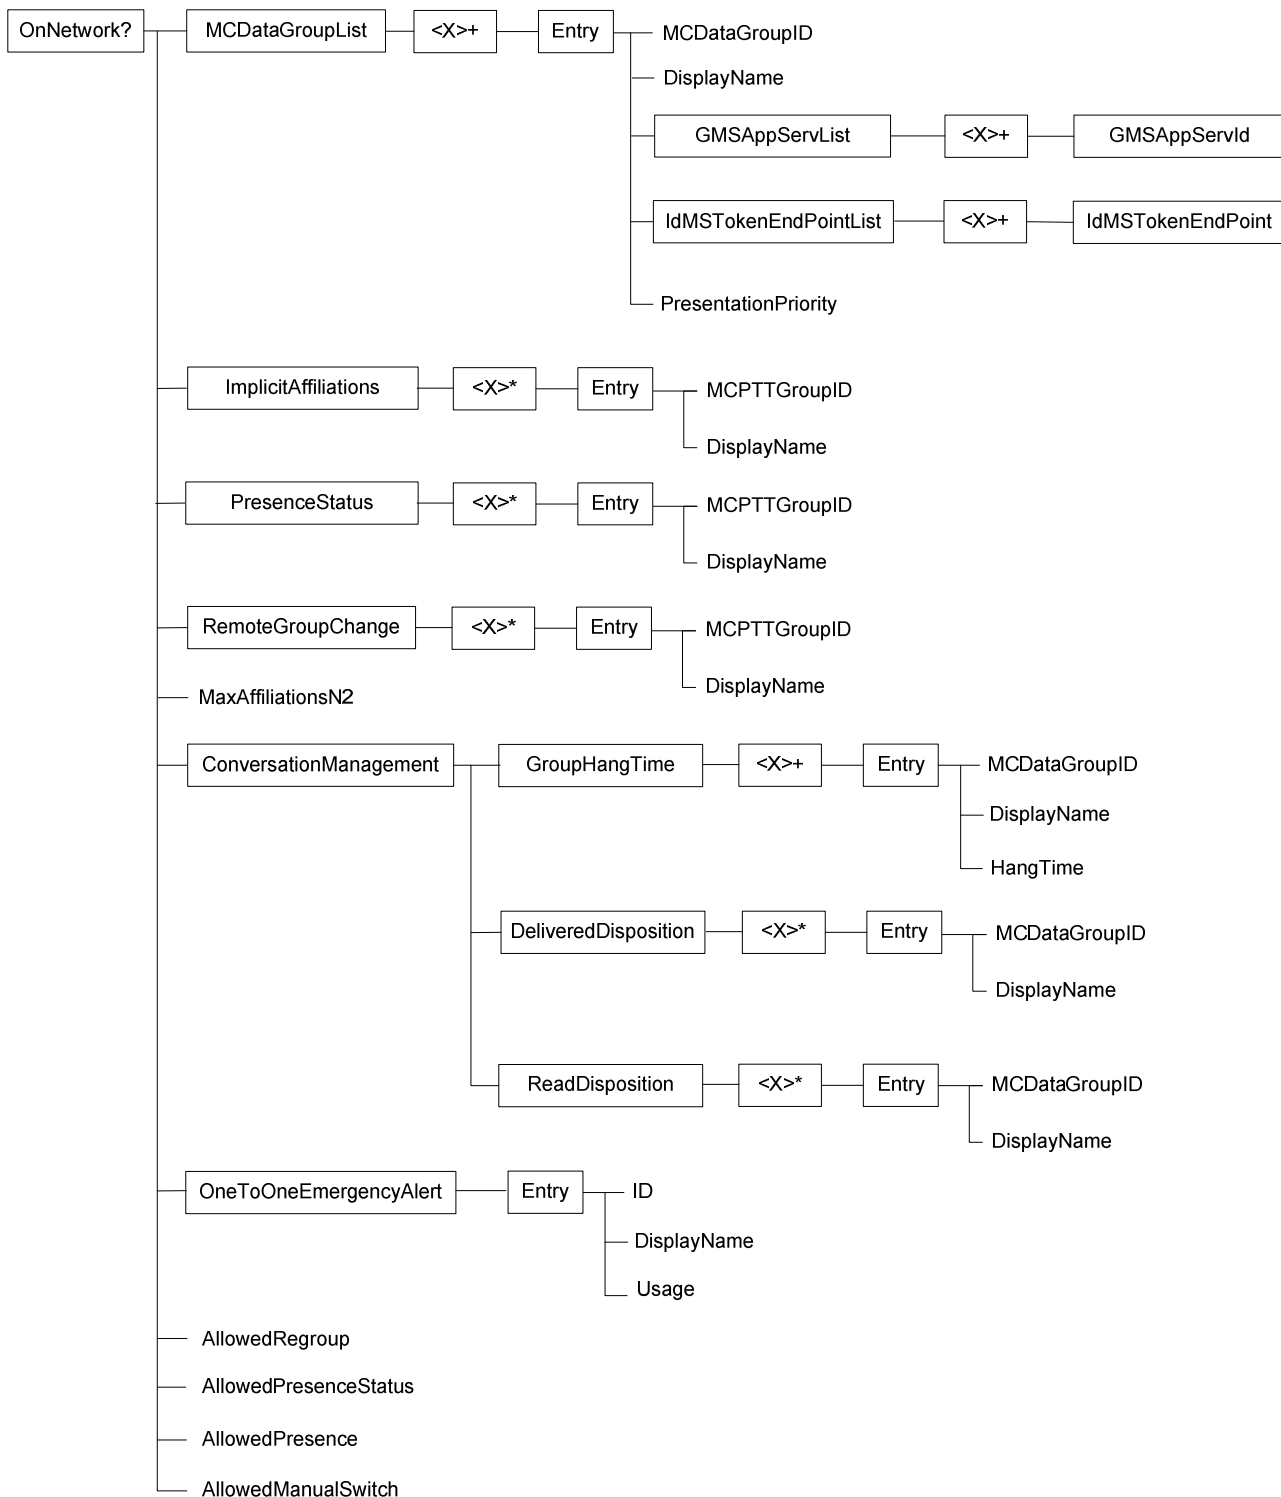 OnNetwork?
MCDataGroupList
<X>+
Entry
MCDataGroupID
DisplayName
GMSAppServList
<X>+
GMSAppServId
IdMSTokenEndPointList
<X>+
IdMSTokenEndPoint
PresentationPriority
ImplicitAffiliations
<X>*
Entry
MCPTTGroupID
DisplayName
PresenceStatus
<X>*
Entry
MCPTTGroupID
DisplayName
RemoteGroupChange
<X>*
Entry
MCPTTGroupID
DisplayName
MaxAffiliationsN2
ConversationManagement
GroupHangTime
<X>+
Entry
MCDataGroupID
DisplayName
HangTime
DeliveredDisposition
<X>*
Entry
MCDataGroupID
DisplayName
ReadDisposition
<X>*
Entry
MCDataGroupID
DisplayName
OneToOneEmergencyAlert
Entry
ID
DisplayName
Usage
AllowedRegroup
AllowedPresenceStatus
AllowedPresence
AllowedManualSwitch